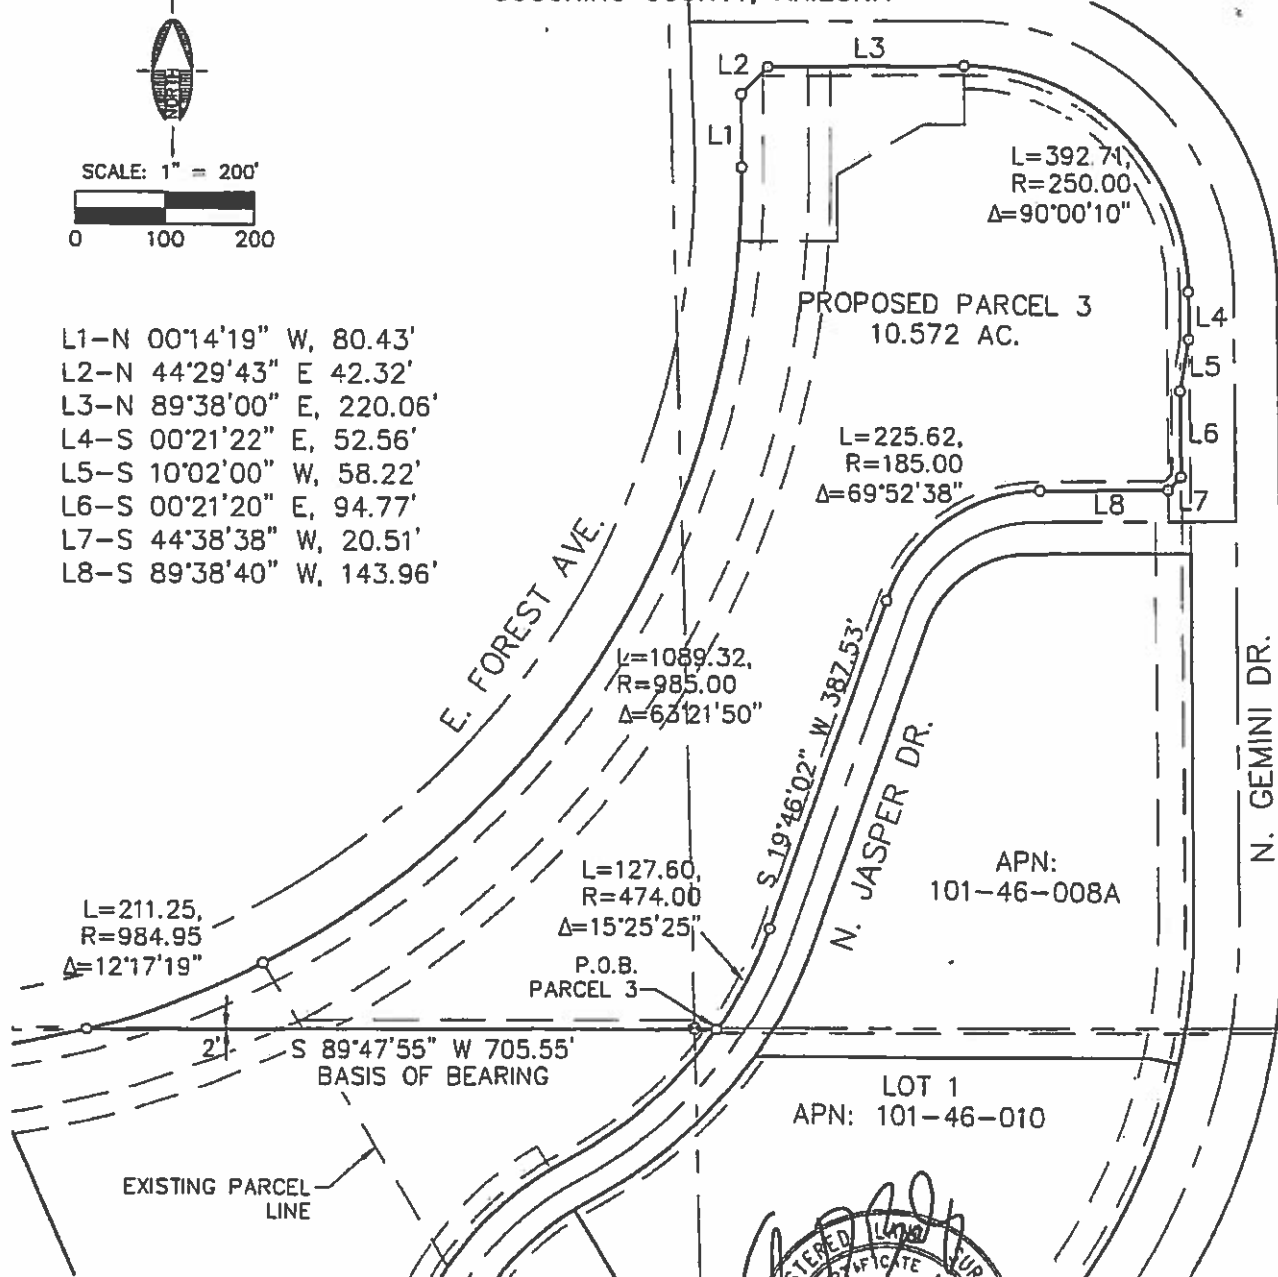 NORTH
SCALE: 1" = 200'
0 100 200
L1-N 00°14'19" W, 80.43'
L2-N 44°29'43" E 42.32'
L3-N 89°38'00" E, 220.06'
L4-S 00°21'22" E, 52.56'
L5-S 10°02'00" W, 58.22'
L6-S 00°21'20" E, 94.77'
L7-S 44°38'38" W, 20.51'
L8-S 89°38'40" W, 143.96'
L2
L3
L1
L=392.71,
R=250.00
Δ=90°00'10"
PROPOSED PARCEL 3
10.572 AC.
L4
L5
L6
L=225.62,
R=185.00
Δ=69°52'38"
L8
L7
E. FOREST AVE.
L=1089.32,
R=985.00
Δ=63°21'50"
S 19°46'02" W 387.53'
N. JASPER DR.
N. GEMINI DR.
APN:
101-46-008A
L=127.60,
R=474.00
Δ=15°25'25"
L=211.25,
R=984.95
Δ=12°17'19"
P.O.B.
PARCEL 3
2'
S 89°47'55" W 705.55'
BASIS OF BEARING
LOT 1
APN: 101-46-010
EXISTING PARCEL
LINE